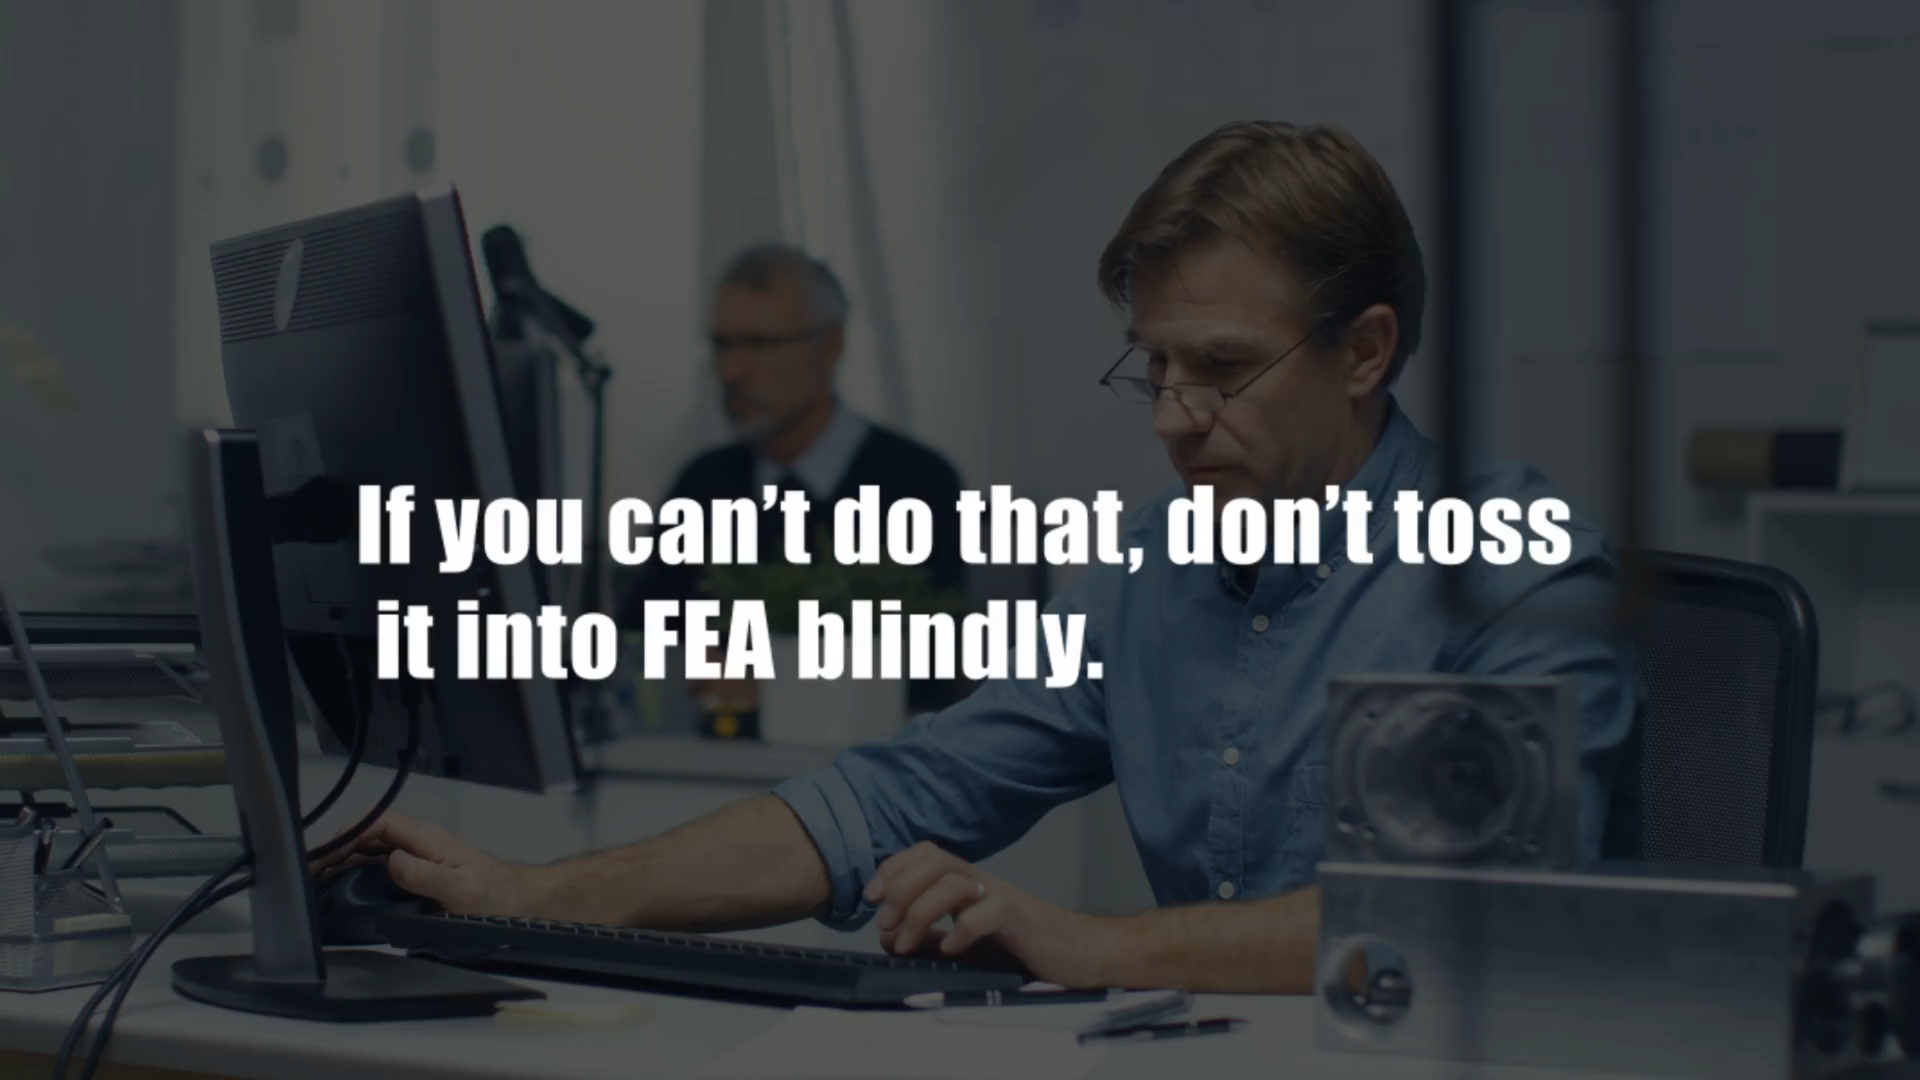 If you can’t do that, don’t toss
it into FEA blindly.